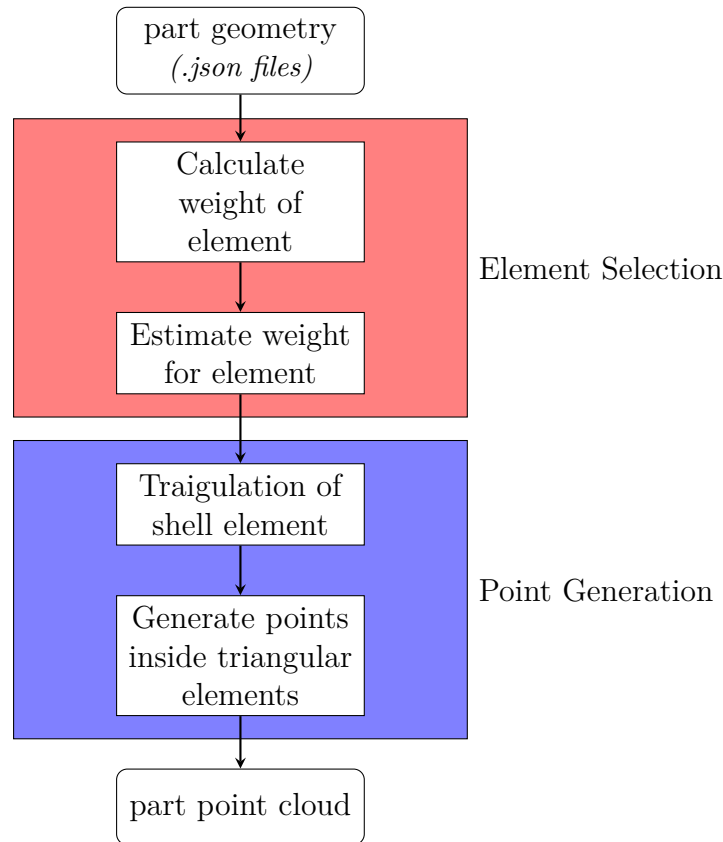 part geometry
(.json files)
Calculate
weight of
element
Element Selection
Estimate weight
for element
Traigulation of
shell element
Point Generation
Generate points
inside triangular
elements
part point cloud